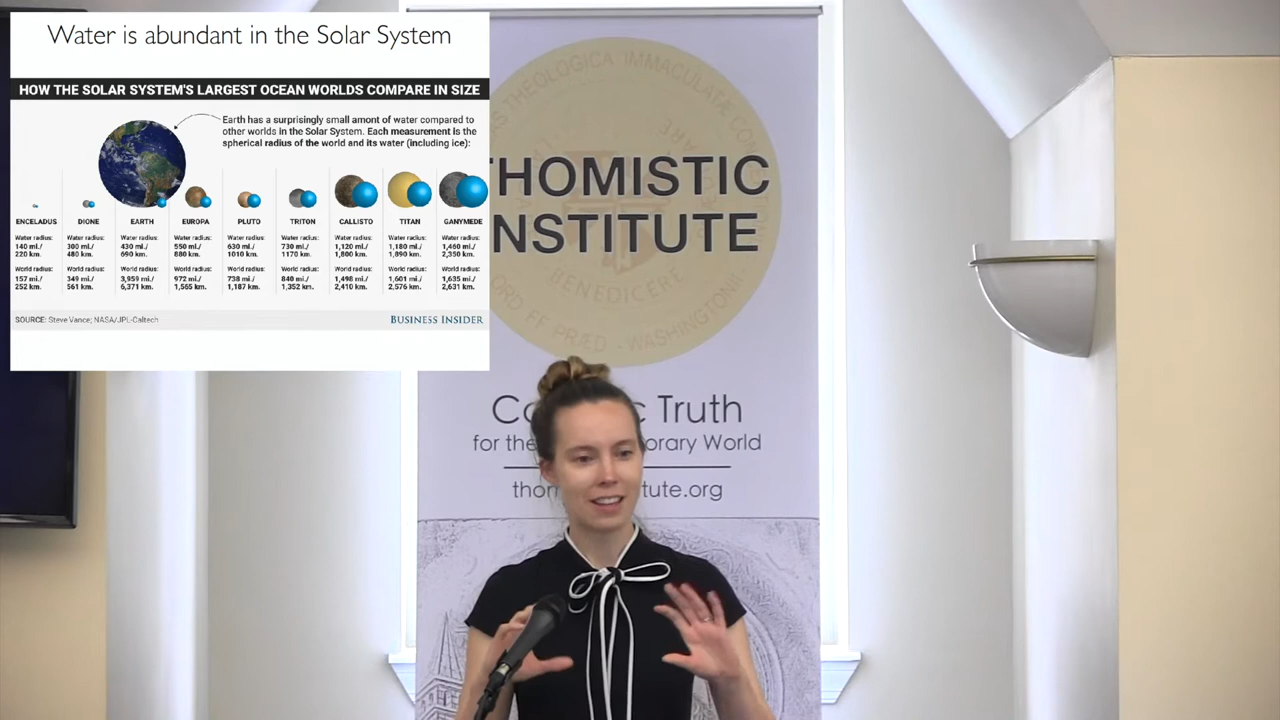 Water is abundant in the Solar System
HOW THE SOLAR SYSTEM'S LARGEST OCEAN WORLDS COMPARE IN SIZE
Earth has a surprisingly small amont of water compared to
other worlds in the Solar System. Each measurement is the
spherical radius of the world and its water (including ice):
ENCELADUS DIONE EARTH EUROPA PLUTO TRITON CALLISTO TITAN GANYMEDE
Water radius: Water radius: Water radius: Water radius: Water radius: Water radius: Water radius: Water radius: Water radius:
140 mi./ 300 mi./ 430 mi./ 550 mi./ 630 mi./ 730 mi./ 1,120 mi./ 1,180 mi./ 1,460 mi./
220 km. 480 km. 690 km. 880 km. 1010 km. 1170 km. 1,800 km. 1,890 km. 2,350 km.
World radius: World radius: World radius: World radius: World radius: World radius: World radius: World radius: World radius:
157 mi./ 349 mi./ 3,959 mi./ 972 mi./ 738 mi./ 840 mi./ 1,498 mi./ 1,601 mi./ 1,635 mi./
252 km. 561 km. 6,371 km. 1,565 km. 1,187 km. 1,352 km. 2,410 km. 2,576 km. 2,631 km.
SOURCE: Steve Vance; NASA/JPL-Caltech BUSINESS INSIDER
THEOLOGICA IMMACULATÆ
HOMISTIC
NSTITUTE
BENEDICERE
ORD FF PRÆD - WASHINGTON
Co c Truth
for the orary World
thom tute.org